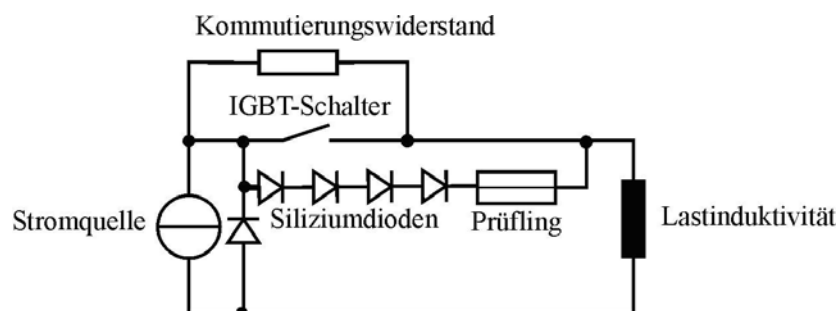 Kommutierungswiderstand
IGBT-Schalter
Stromquelle
Siliziumdioden
Prüfling
Lastinduktivität